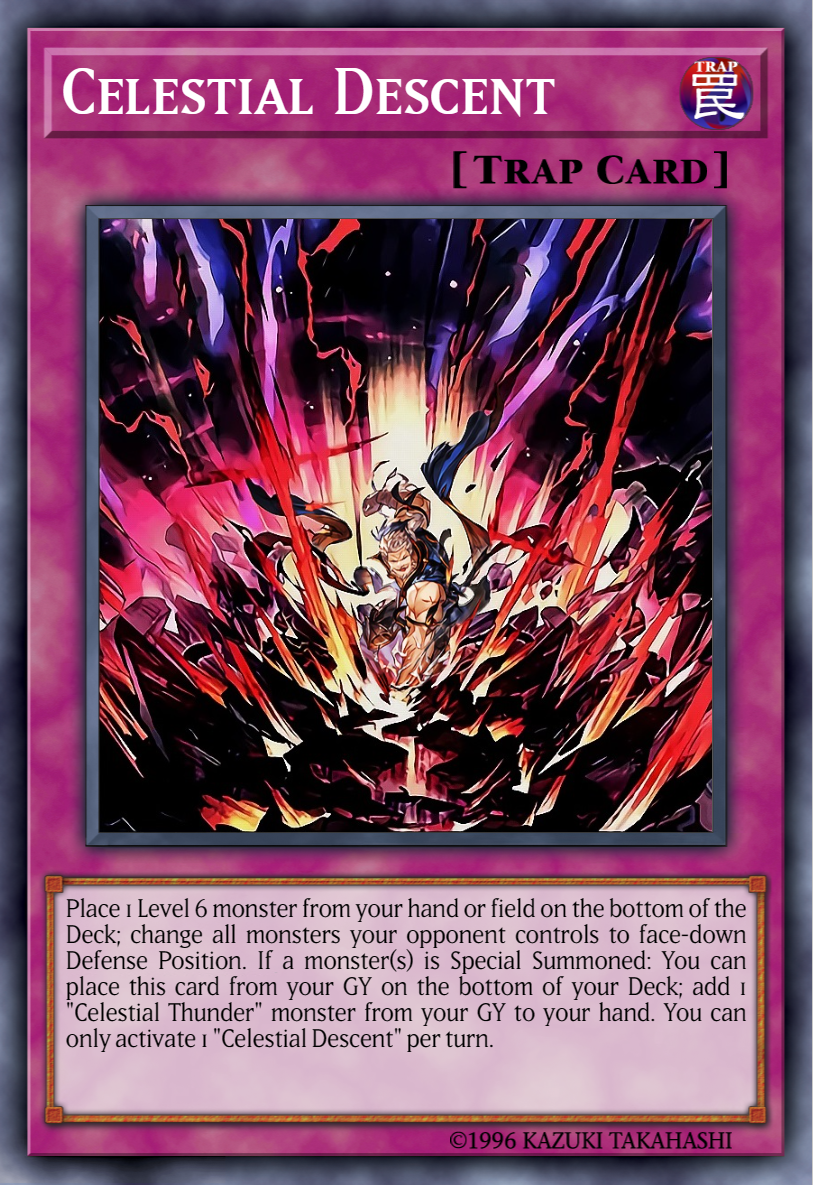 Celestial Descent
TRAP
罠
[Trap Card]
Place 1 Level 6 monster from your hand or field on the bottom of the
Deck; change all monsters your opponent controls to face-down
Defense Position. If a monster(s) is Special Summoned: You can
place this card from your GY on the bottom of your Deck; add 1
"Celestial Thunder" monster from your GY to your hand. You can
only activate 1 "Celestial Descent" per turn.
©1996 KAZUKI TAKAHASHI